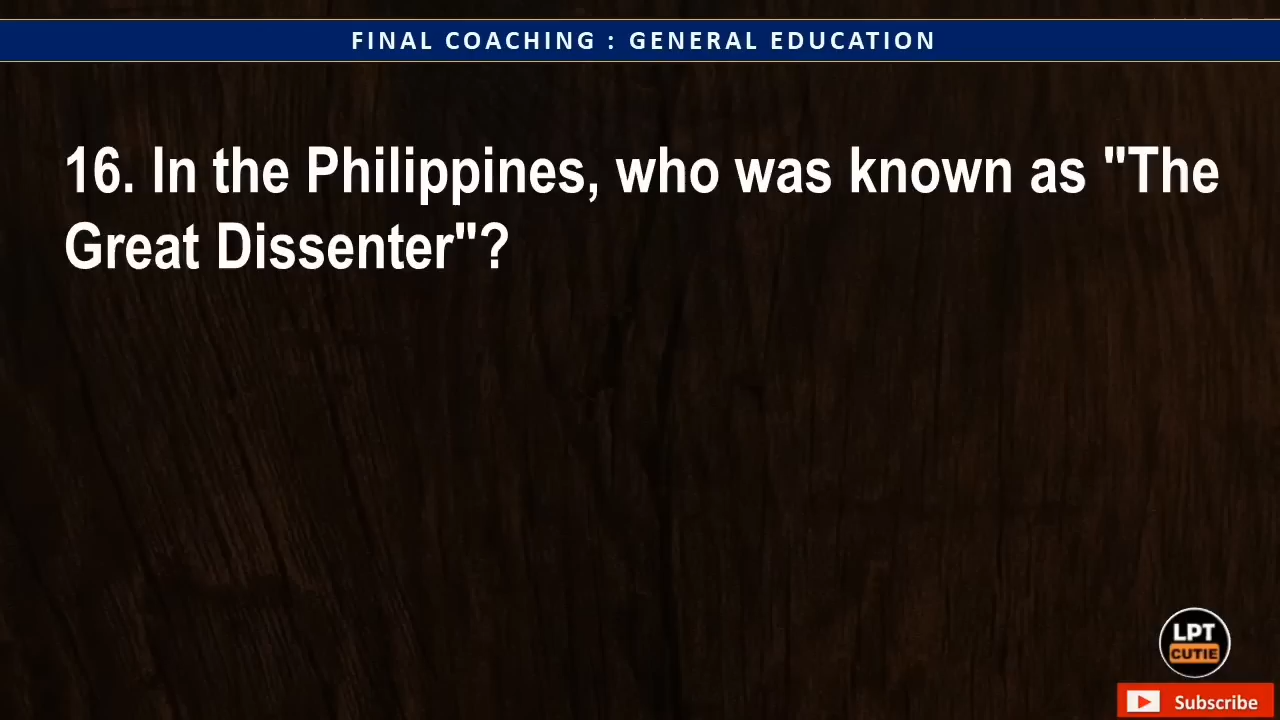 FINAL COACHING : GENERAL EDUCATION
16. In the Philippines, who was known as "The
Great Dissenter"?
LPT
CUTIE
Subscribe